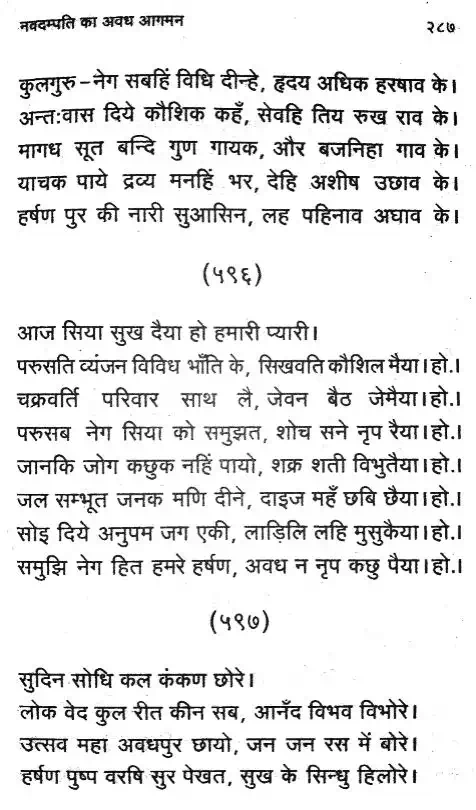 नवदम्पति का अवध आगमन
२८७
कुलगुरु-नेग सबहिं विधि दीन्हे, हृदय अधिक हरषाव के।
अन्त:वास दिये कौशिक कहँ, सेवहि तिय रुख राव के।
मागध सूत बन्दि गुण गायक, और बजनिहा गाव के।
याचक पाये द्रव्य मनहिं भर, देहि अशीष उछाव के।
हर्षण पुर की नारी सुआसिन, लह पहिनाव अघाव के।
(५९६)
आज सिया सुख दैया हो हमारी प्यारी।
परुसति व्यंजन विविध भाँति के, सिखवति कौशिल मैया।हो.।
चक्रवर्ति परिवार साथ लै, जेवन बैठ जेमैया।हो.।
परुसब नेग सिया को समुझत, शोच सने नृप रैया।हो.।
जानकि जोग कछुक नहिं पायो, शक्र शती विभुतैया।हो.।
जल सम्भूत जनक मणि दीने, दाइज महँ छबि छैया।हो.।
सोइ दिये अनुपम जग एकी, लाड़िलि लहि मुसुकैया।हो.।
समुझि नेग हित हमरे हर्षण, अवध न नृप कछु पैया।हो.।
(५९७)
सुदिन सोधि कल कंकण छोरे।
लोक वेद कुल रीत कीन सब, आनँद विभव विभोरे।
उत्सव महा अवधपुर छायो, जन जन रस में बोरे।
हर्षण पुष्प वरषि सुर पेखत, सुख के सिन्धु हिलोरे।